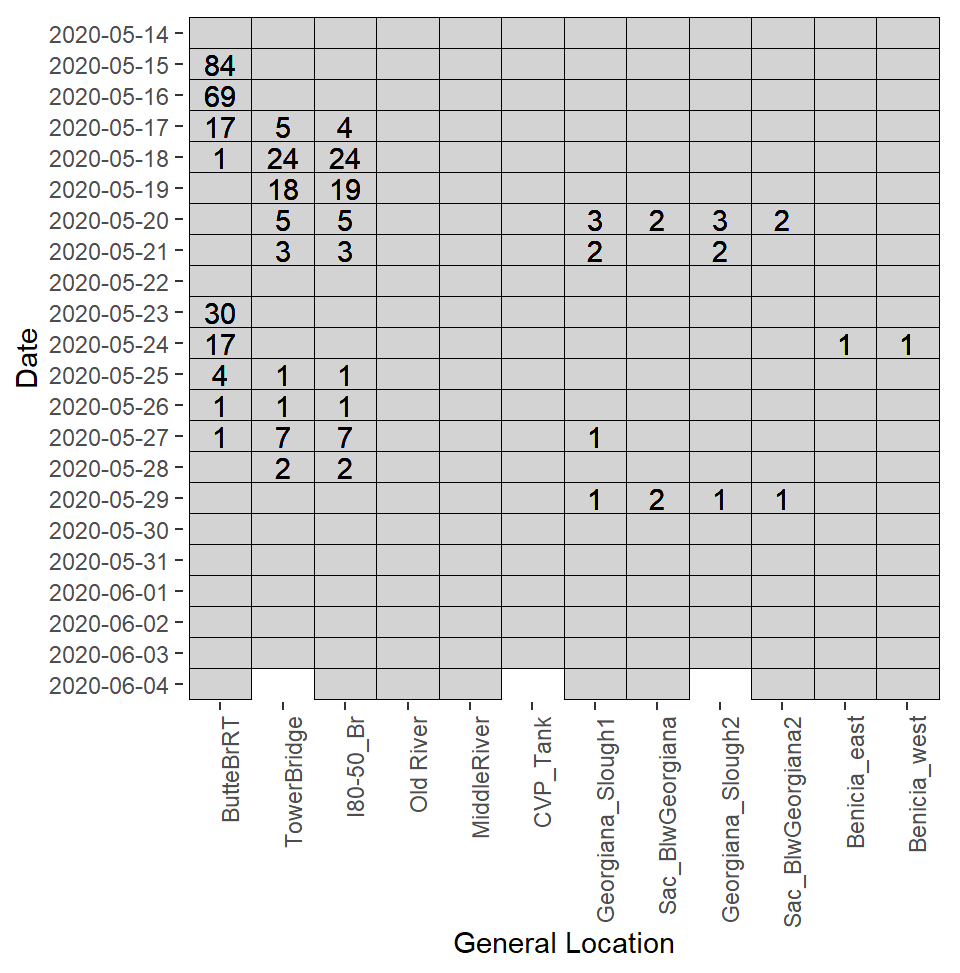 2020-05-14
2020-05-15 84
2020-05-16 69
2020-05-17 17 5 4
2020-05-18 1 24 24
2020-05-19 18 19
2020-05-20 5 5 3 2 3 2
2020-05-21 3 3 2 2
2020-05-22
2020-05-23 30
2020-05-24 17 1 1
2020-05-25 4 1 1
2020-05-26 1 1 1
2020-05-27 1 7 7 1
2020-05-28 2 2
2020-05-29 1 2 1 1
2020-05-30
2020-05-31
2020-06-01
2020-06-02
2020-06-03
2020-06-04
Date
ButteBrRT
TowerBridge
I80-50_Br
Old River
MiddleRiver
CVP_Tank
Georgiana_Slough1
Sac_BlwGeorgiana
Georgiana_Slough2
Sac_BlwGeorgiana2
Benicia_east
Benicia_west
General Location